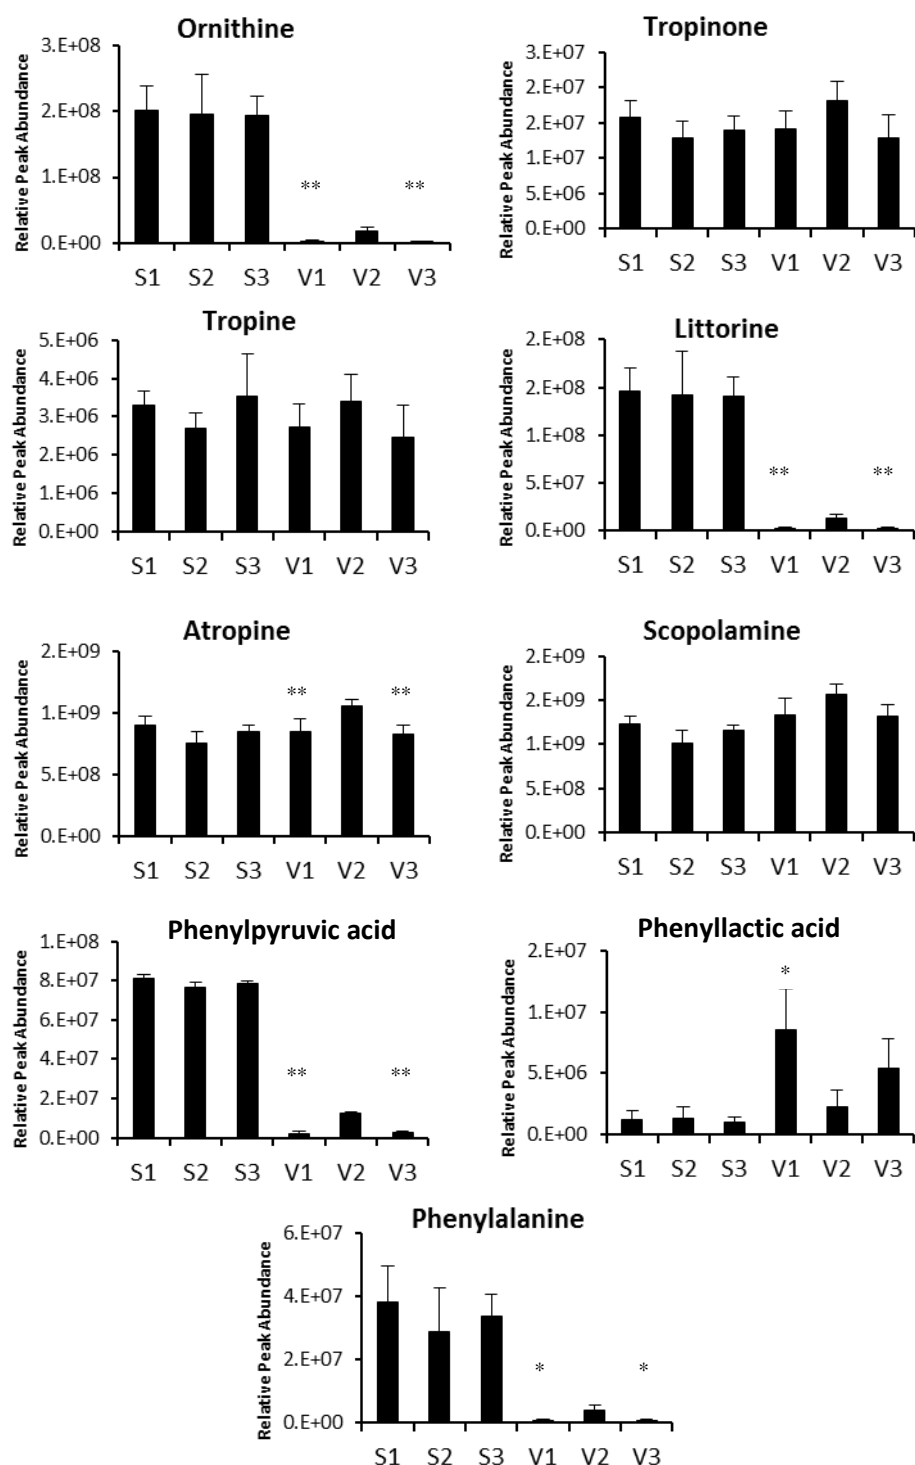 Ornithine
Relative Peak Abundance
3.E+08
2.E+08
1.E+08
0.E+00
** **
S1 S2 S3 V1 V2 V3
Tropinone
Relative Peak Abundance
3.E+07
2.E+07
2.E+07
1.E+07
5.E+06
0.E+00
S1 S2 S3 V1 V2 V3
Tropine
Relative Peak Abundance
5.E+06
4.E+06
3.E+06
2.E+06
1.E+06
0.E+00
S1 S2 S3 V1 V2 V3
Littorine
Relative Peak Abundance
2.E+08
2.E+08
1.E+08
5.E+07
0.E+00
** **
S1 S2 S3 V1 V2 V3
Atropine
Relative Peak Abundance
2.E+09
1.E+09
5.E+08
0.E+00
** **
S1 S2 S3 V1 V2 V3
Scopolamine
Relative Peak Abundance
2.E+09
2.E+09
1.E+09
5.E+08
0.E+00
S1 S2 S3 V1 V2 V3
Phenylpyruvic acid
Relative Peak Abundance
1.E+08
8.E+07
6.E+07
4.E+07
2.E+07
0.E+00
** **
S1 S2 S3 V1 V2 V3
Phenyllactic acid
Relative Peak Abundance
2.E+07
1.E+07
5.E+06
0.E+00
*
S1 S2 S3 V1 V2 V3
Phenylalanine
Relative Peak Abundance
6.E+07
4.E+07
2.E+07
0.E+00
* *
S1 S2 S3 V1 V2 V3